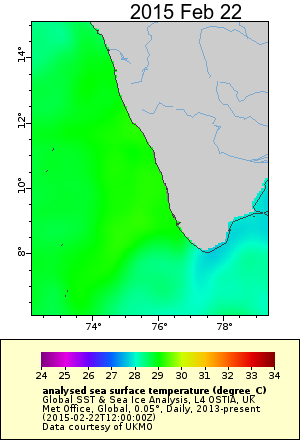 2015 Feb 22
14°
12°
10°
8°
74° 76° 78°
24 25 26 27 28 29 30 31 32 33 34
analysed sea surface temperature (degree_C)
Global SST & Sea Ice Analysis, L4 OSTIA, UK
Met Office, Global, 0.05°, Daily, 2013-present
(2015-02-22T12:00:00Z)
Data courtesy of UKMO